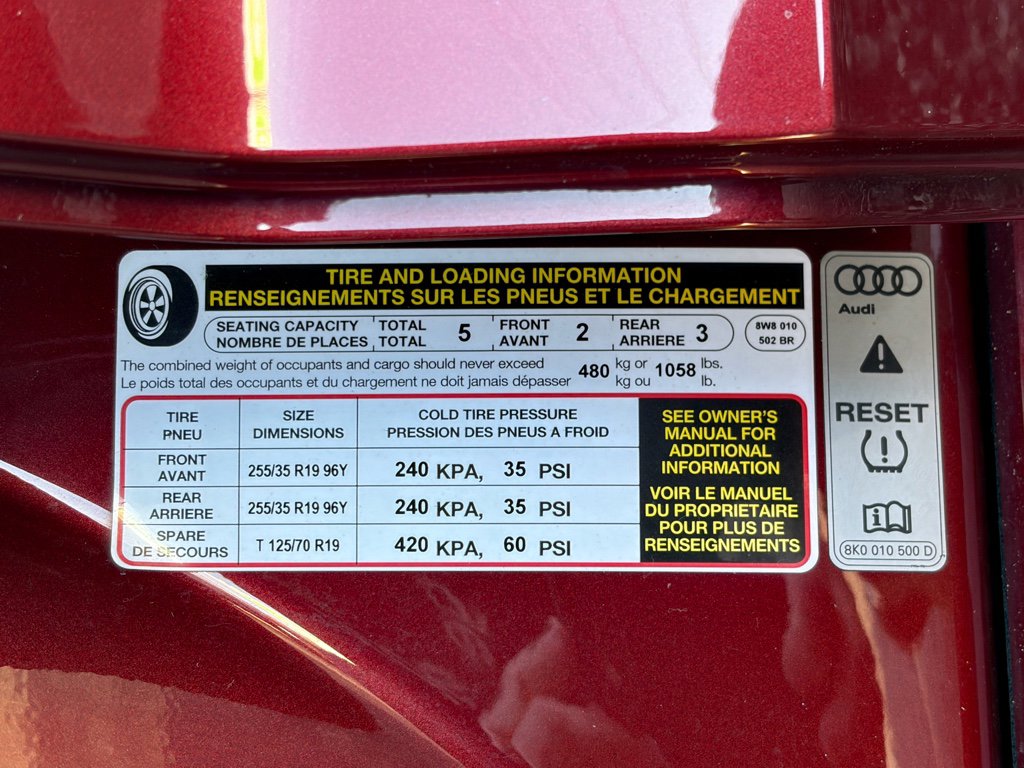 TIRE AND LOADING INFORMATION
RENSEIGNEMENTS SUR LES PNEUS ET LE CHARGEMENT
SEATING CAPACITY TOTAL 5 FRONT 2 REAR 3
NOMBRE DE PLACES TOTAL AVANT ARRIERE
8W8 010
502 BR
The combined weight of occupants and cargo should never exceed 480 kg or 1058 lbs.
Le poids total des occupants et du chargement ne doit jamais dépasser kg ou lb.
TIRE SIZE COLD TIRE PRESSURE
PNEU DIMENSIONS PRESSION DES PNEUS A FROID
FRONT
AVANT 255/35 R19 96Y 240 KPA, 35 PSI
REAR
ARRIERE 255/35 R19 96Y 240 KPA, 35 PSI
SPARE
DE SECOURS T 125/70 R19 420 KPA, 60 PSI
SEE OWNER'S
MANUAL FOR
ADDITIONAL
INFORMATION
VOIR LE MANUEL
DU PROPRIETAIRE
POUR PLUS DE
RENSEIGNEMENTS
Audi
RESET
8K0 010 500 D